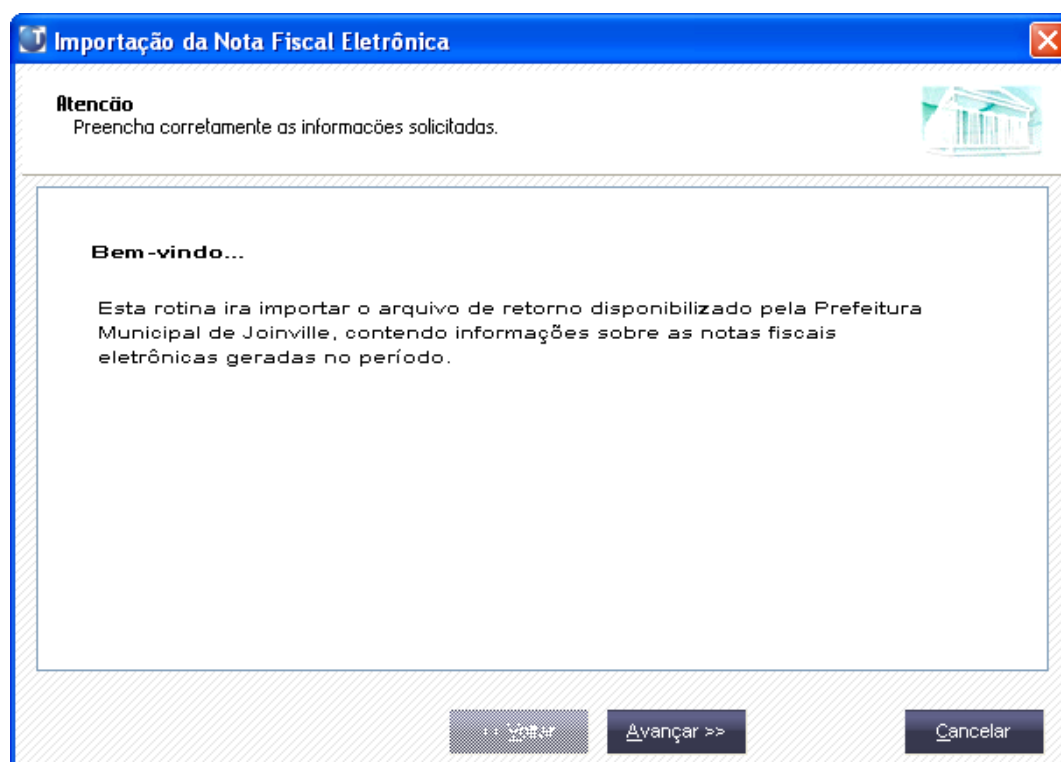 Importação da Nota Fiscal Eletrônica
Atencão
Preencha corretamente as informacões solicitadas.
Bem-vindo...
Esta rotina ira importar o arquivo de retorno disponibilizado pela Prefeitura
Municipal de Joinville, contendo informações sobre as notas fiscais
eletrônicas geradas no período.
<< Voltar
Avançar >>
Cancelar